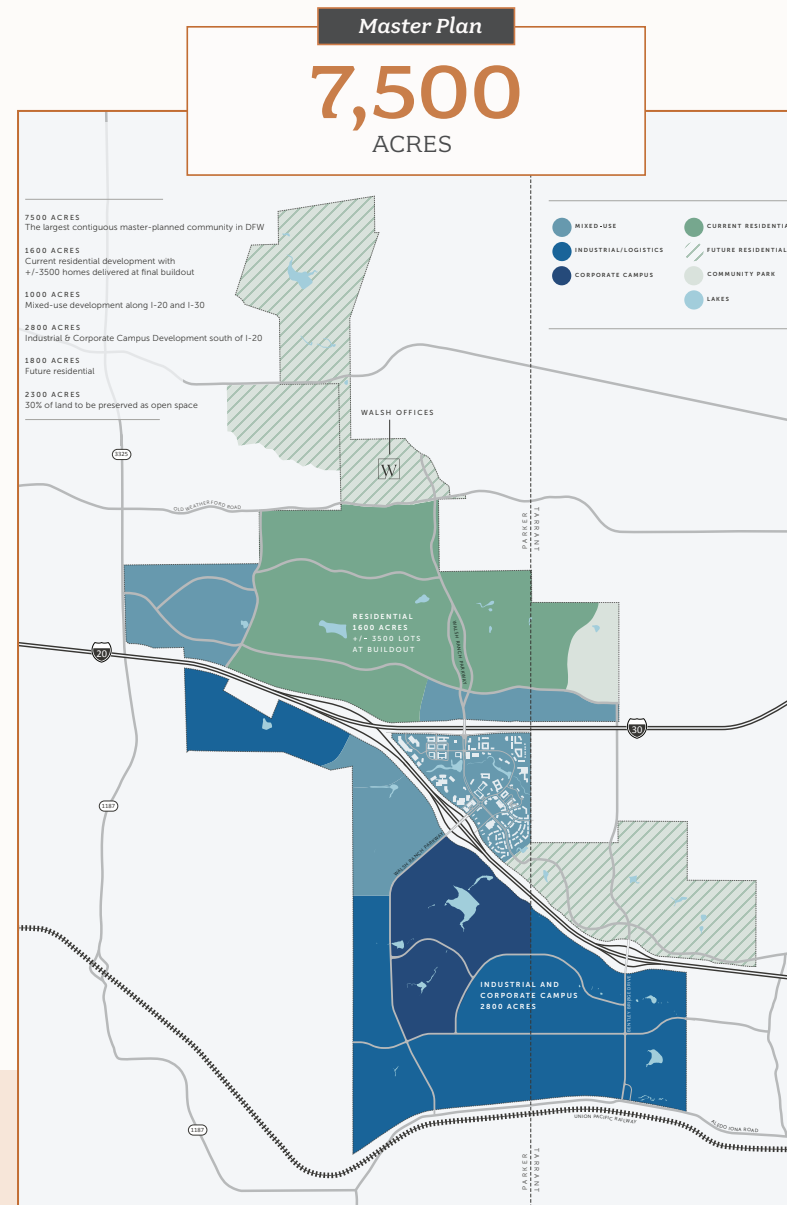 Master Plan
7,500
ACRES
7500 ACRES
The largest contiguous master-planned community in DFW
1600 ACRES
Current residential development with
+/-3500 homes delivered at final buildout
1000 ACRES
Mixed-use development along I-20 and I-30
2800 ACRES
Industrial & Corporate Campus Development south of I-20
1800 ACRES
Future residential
2300 ACRES
30% of land to be preserved as open space
MIXED-USE
INDUSTRIAL/LOGISTICS
CORPORATE CAMPUS
CURRENT RESIDENTIA
FUTURE RESIDENTIAL
COMMUNITY PARK
LAKES
WALSH OFFICES
W
3325
OLD WEATHERFORD ROAD
PARKER
TARRANT
RESIDENTIAL
1600 ACRES
+/- 3500 LOTS
AT BUILDOUT
WALSH RANCH PARKWAY
20
30
1187
WALSH RANCH PARKWAY
INDUSTRIAL AND
CORPORATE CAMPUS
2800 ACRES
UNION PACIFIC RAILWAY
ALEDO IONA ROAD
1187
PARKER
TARRANT